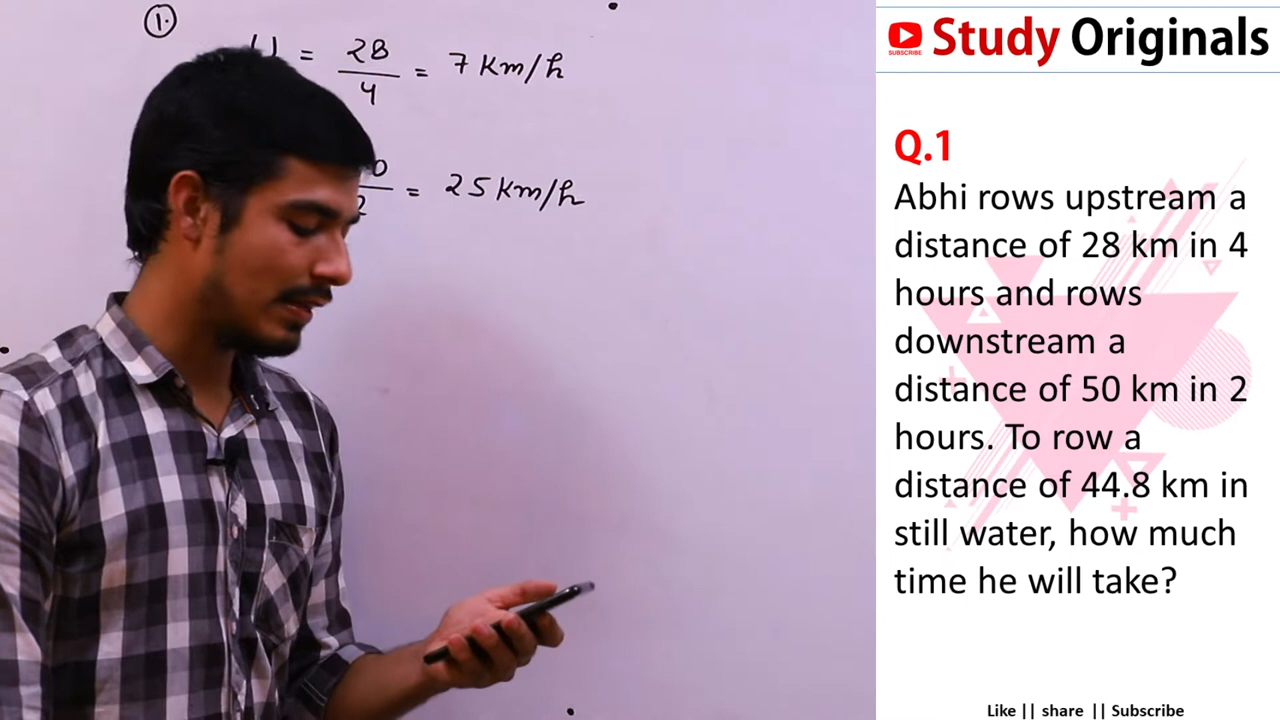 ①
U = 28/4 = 7 Km/h
= 25 Km/h
SUBSCRIBE
Study Originals
Q.1
Abhi rows upstream a
distance of 28 km in 4
hours and rows
downstream a
distance of 50 km in 2
hours. To row a
distance of 44.8 km in
still water, how much
time he will take?
Like || share || Subscribe